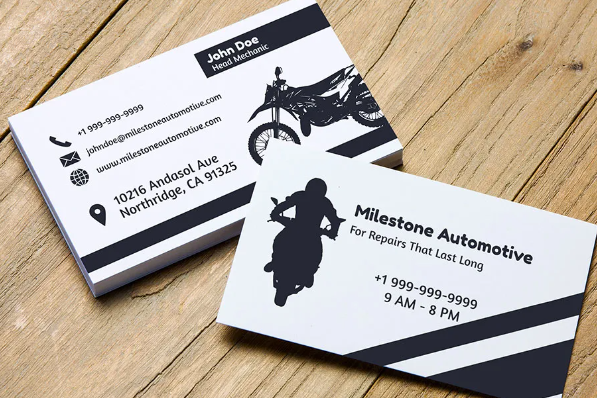 John Doe
Head Mechanic
+1 999-999-9999
johndoe@milestoneautomotive.com
www.milestoneautomotive.com
10216 Andasol Ave
Northridge, CA 91325
Milestone Automotive
For Repairs That Last Long
+1 999-999-9999
9 AM - 8 PM